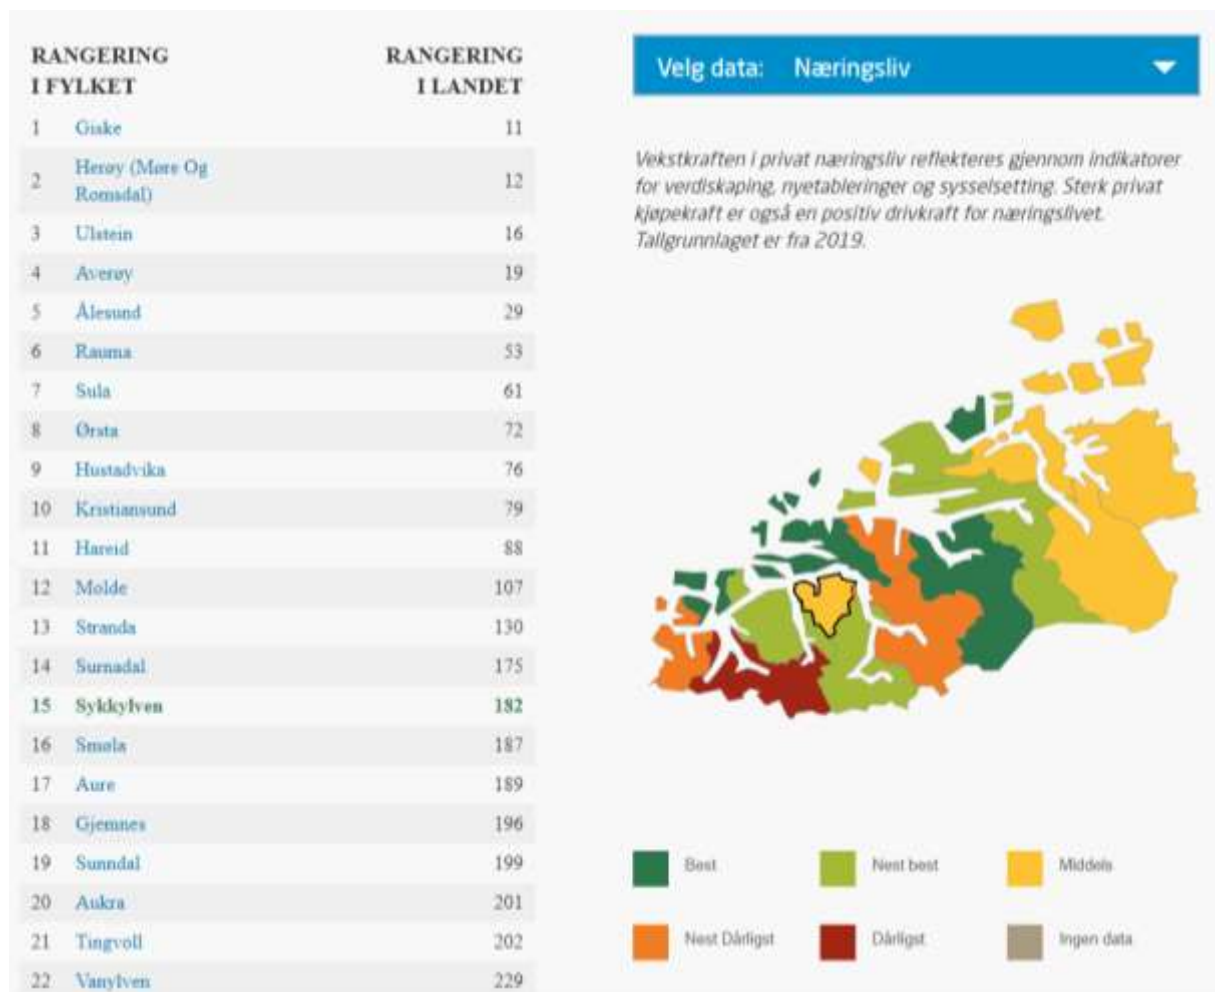 RANGERING
I FYLKET
RANGERING
I LANDET
1 Giske 11
2 Herøy (Møre Og
Romsdal) 12
3 Ulstein 16
4 Averøy 19
5 Ålesund 29
6 Rauma 53
7 Sula 61
8 Ørsta 72
9 Hustadvika 76
10 Kristiansund 79
11 Hareid 88
12 Molde 107
13 Stranda 130
14 Surnadal 175
15 Sykkylven 182
16 Smøla 187
17 Aure 189
18 Gjemnes 196
19 Sunndal 199
20 Aukra 201
21 Tingvoll 202
22 Vanylven 229
Velg data: Næringsliv
Vekstkraften i privat næringsliv reflekteres gjennom indikatorer
for verdiskaping, nyetableringer og sysselsetting. Sterk privat
kjøpekraft er også en positiv drivkraft for næringslivet.
Tallgrunnlaget er fra 2019.
Best
Nest best
Middels
Nest Dårligst
Dårligst
Ingen data